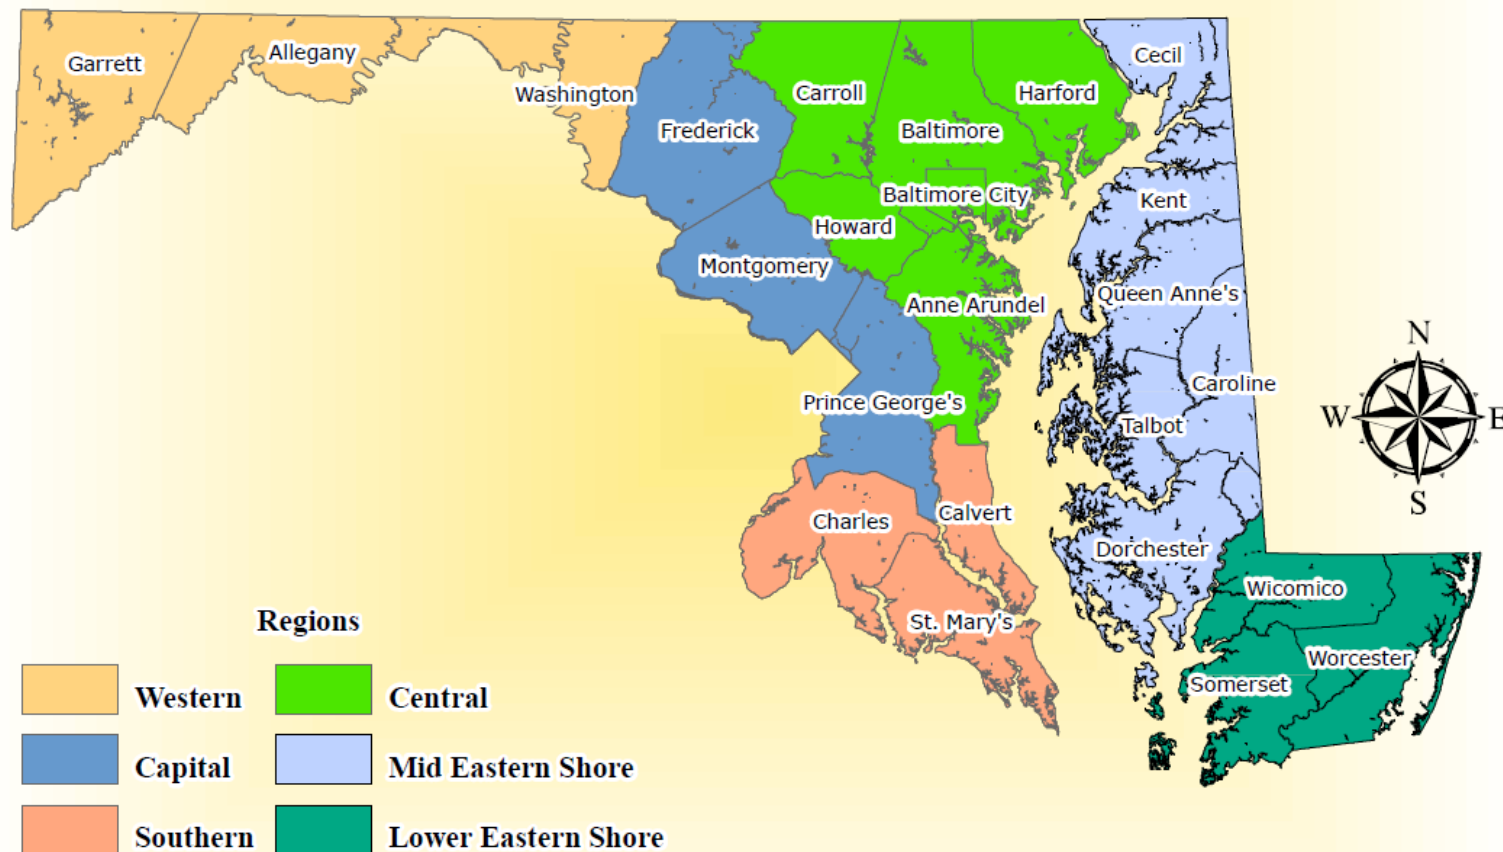 Garrett
Allegany
Washington
Frederick
Carroll
Baltimore
Harford
Cecil
Baltimore City
Kent
Howard
Montgomery
Anne Arundel
Queen Anne's
Prince George's
Caroline
Talbot
Charles
Calvert
Dorchester
St. Mary's
Wicomico
Worcester
Somerset
N
W
E
S
Regions
Western
Central
Capital
Mid Eastern Shore
Southern
Lower Eastern Shore